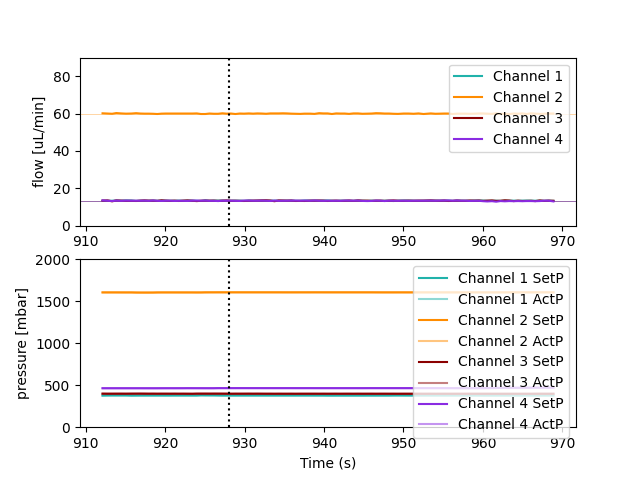 80
60
40
20
0
flow [uL/min]
Channel 1
Channel 2
Channel 3
Channel 4
910 920 930 940 950 960 970
2000
1500
1000
500
0
pressure [mbar]
Channel 1 SetP
Channel 1 ActP
Channel 2 SetP
Channel 2 ActP
Channel 3 SetP
Channel 3 ActP
Channel 4 SetP
Channel 4 ActP
910 920 930 940 950 960 970
Time (s)